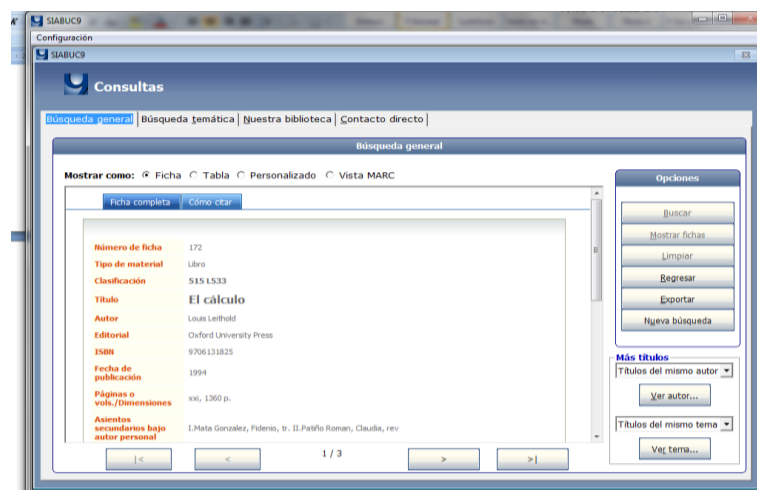 SIABUC9
Configuración
SIABUC9
Consultas
Búsqueda general Búsqueda temática Nuestra biblioteca Contacto directo
Búsqueda general
Mostrar como: Ficha Tabla Personalizado Vista MARC
Ficha completa Cómo citar
Número de ficha 172
Tipo de material Libro
Clasificación 515 L533
Título El cálculo
Autor Louis Leithold
Editorial Oxford University Press
ISBN 9706131825
Fecha de
publicación 1994
Páginas o
vols./Dimensiones xxi, 1360 p.
Asientos
secundarios bajo
autor personal I.Mata Gonzalez, Fidenio, tr. II.Patiño Roman, Claudia, rev
|< < 1 / 3 > >|
Opciones
Buscar
Mostrar fichas
Limpiar
Regresar
Exportar
Nueva búsqueda
Más títulos
Títulos del mismo autor
Ver autor...
Títulos del mismo tema
Ver tema...